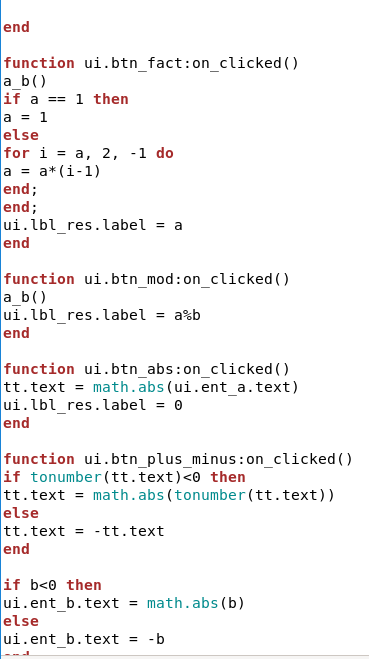 end
function ui.btn_fact:on_clicked()
a_b()
if a == 1 then
a = 1
else
for i = a, 2, -1 do
a = a*(i-1)
end;
end;
ui.lbl_res.label = a
end
function ui.btn_mod:on_clicked()
a_b()
ui.lbl_res.label = a%b
end
function ui.btn_abs:on_clicked()
tt.text = math.abs(ui.ent_a.text)
ui.lbl_res.label = 0
end
function ui.btn_plus_minus:on_clicked()
if tonumber(tt.text)<0 then
tt.text = math.abs(tonumber(tt.text))
else
tt.text = -tt.text
end
if b<0 then
ui.ent_b.text = math.abs(b)
else
ui.ent_b.text = -b